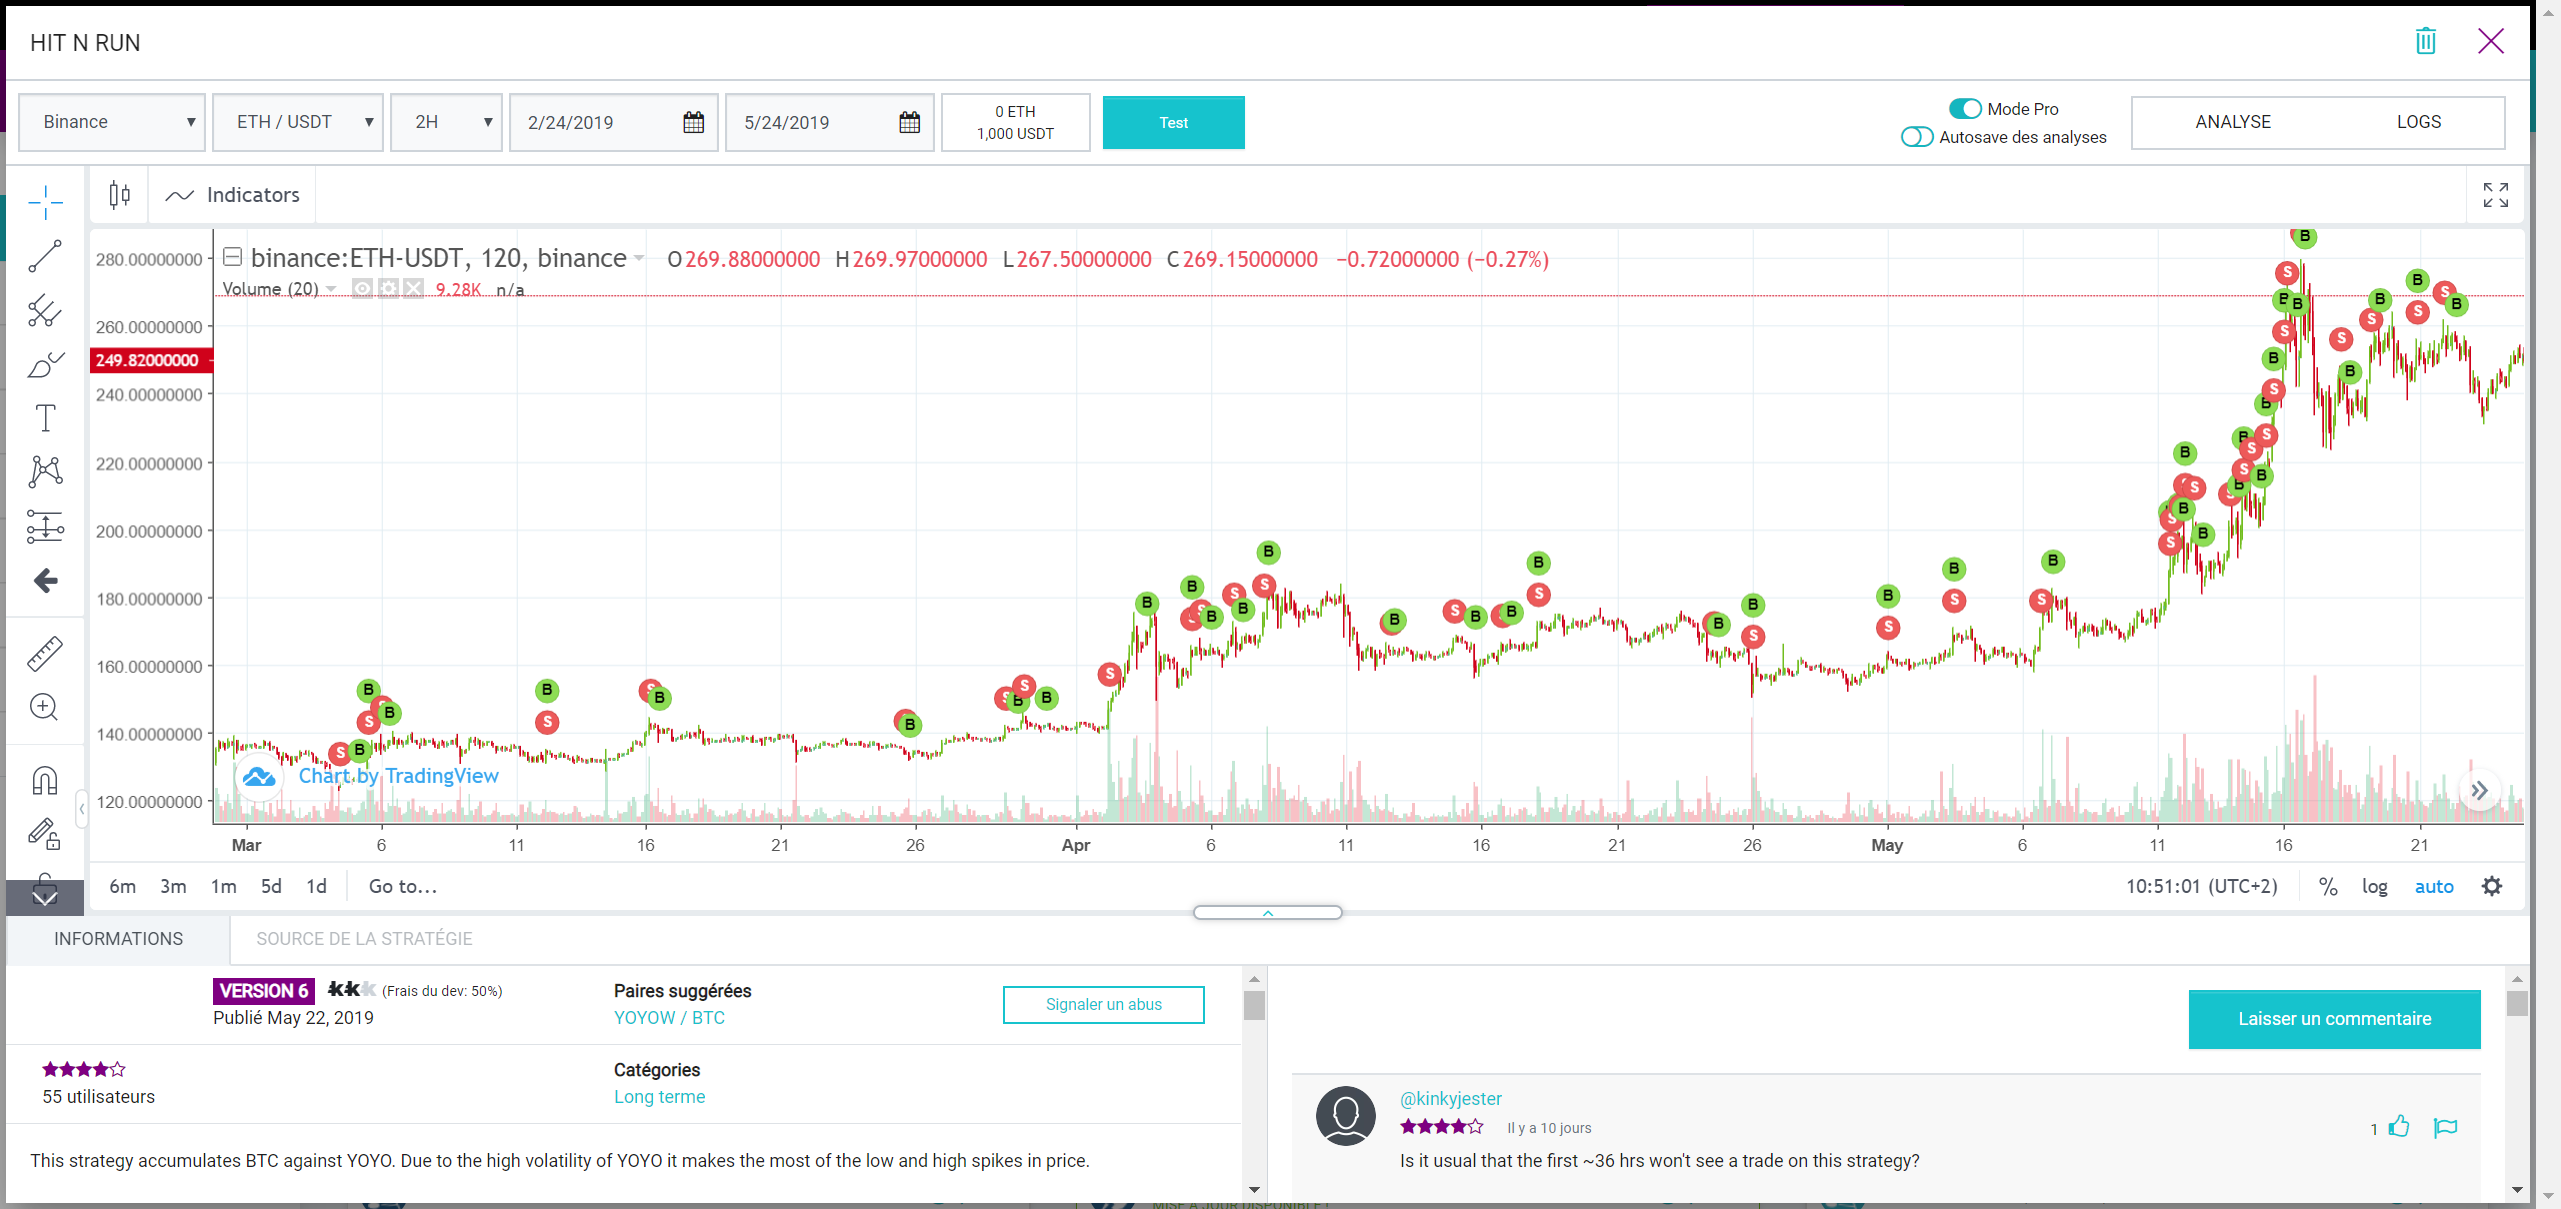 HIT N RUN
Binance
ETH / USDT
2H
2/24/2019
5/24/2019
0 ETH
1,000 USDT
Test
Mode Pro
Autosave des analyses
ANALYSE
LOGS
Indicators
binance:ETH-USDT, 120, binance
O269.88000000 H269.97000000 L267.50000000 C269.15000000 −0.72000000 (−0.27%)
Volume (20)
9.28K n/a
280.00000000
260.00000000
249.82000000
240.00000000
220.00000000
200.00000000
180.00000000
160.00000000
140.00000000
120.00000000
Chart by TradingView
Mar 6 11 16 21 26 Apr 6 11 16 21 26 May 6 11 16 21
6m 3m 1m 5d 1d Go to...
10:51:01 (UTC+2) % log auto
INFORMATIONS
SOURCE DE LA STRATÉGIE
VERSION 6
(Frais du dev: 50%)
Publié May 22, 2019
Paires suggérées
YOYOW / BTC
Signaler un abus
55 utilisateurs
Catégories
Long terme
This strategy accumulates BTC against YOYO. Due to the high volatility of YOYO it makes the most of the low and high spikes in price.
Laisser un commentaire
@kinkyjester
Il y a 10 jours
1
Is it usual that the first ~36 hrs won't see a trade on this strategy?